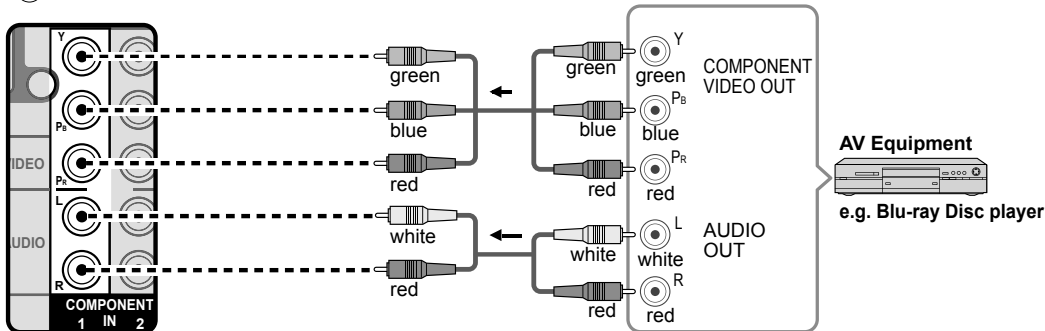 Y
PB
PR
L
R
VIDEO
AUDIO
COMPONENT
1 IN 2
green
blue
red
white
red
green
blue
red
white
red
Y
green
PB
blue
PR
red
COMPONENT
VIDEO OUT
L
white
AUDIO
OUT
R
red
AV Equipment
e.g. Blu-ray Disc player